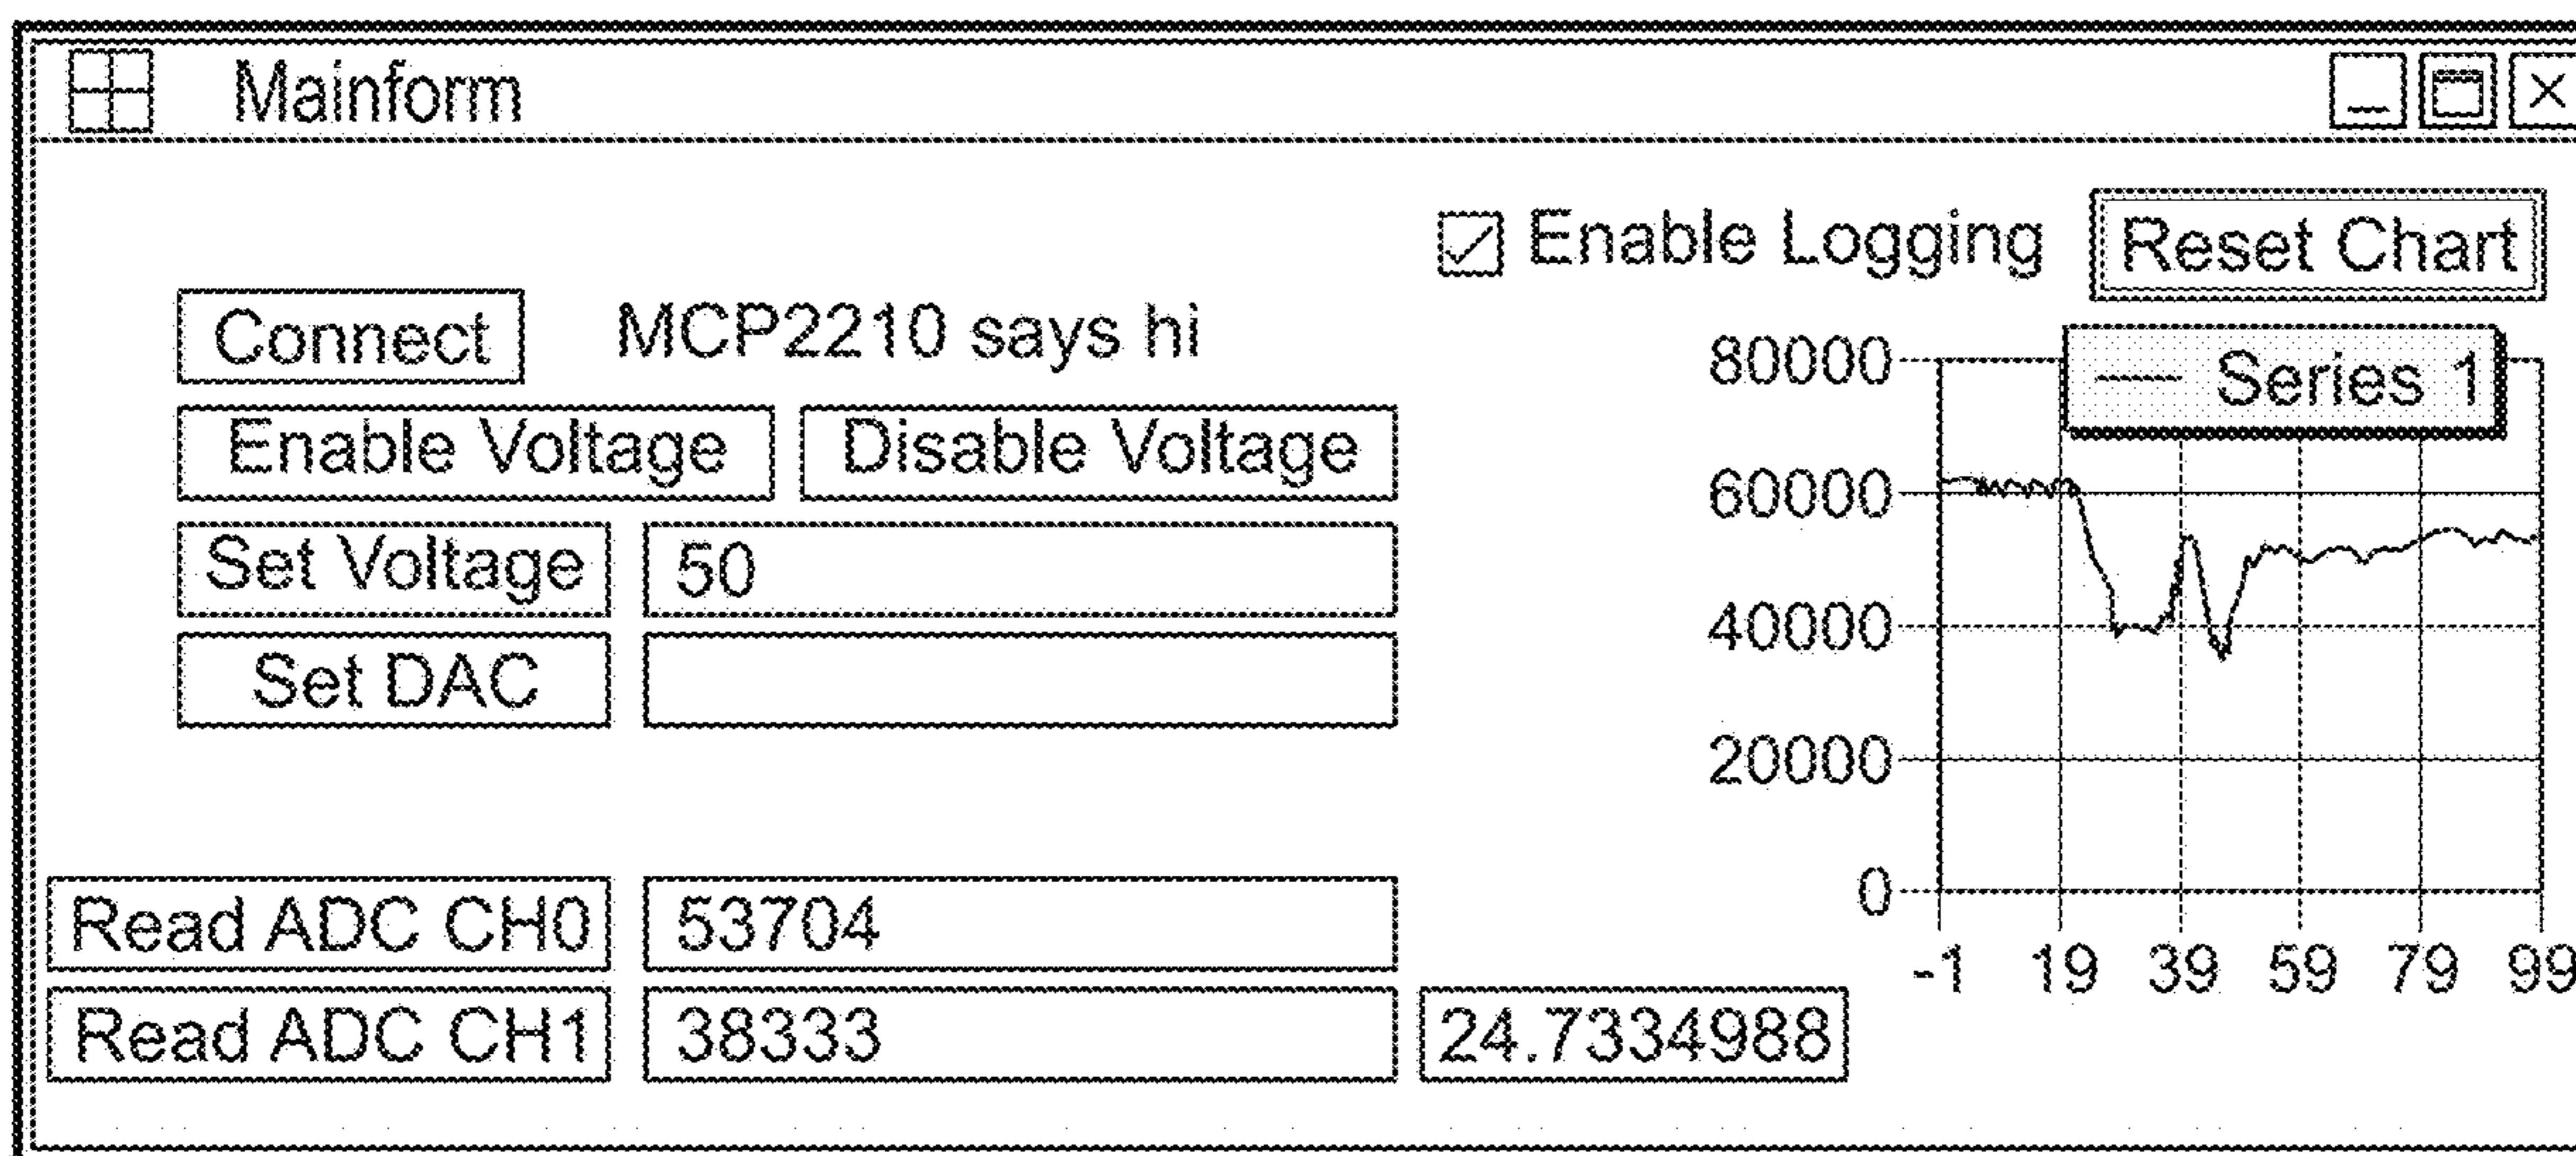 Mainform
Enable Logging Reset Chart
Connect MCP2210 says hi
Enable Voltage Disable Voltage
Set Voltage 50
Set DAC
Read ADC CH0 53704
Read ADC CH1 38333 24.7334988
Series 1
80000
60000
40000
20000
0
-1 19 39 59 79 99